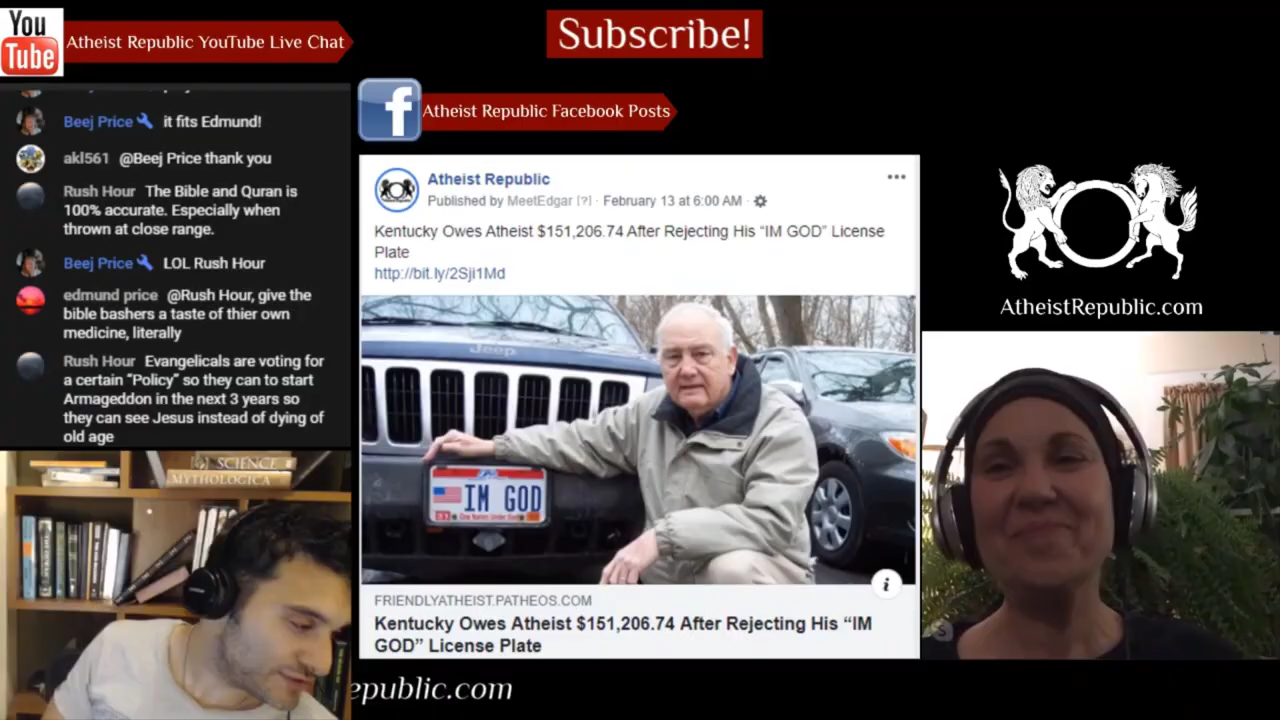 You
Tube
Atheist Republic YouTube Live Chat
Subscribe!
Atheist Republic Facebook Posts
Beej Price it fits Edmund!
akl561 @Beej Price thank you
Rush Hour The Bible and Quran is
100% accurate. Especially when
thrown at close range.
Beej Price LOL Rush Hour
edmund price @Rush Hour, give the
bible bashers a taste of thier own
medicine, literally
Rush Hour Evangelicals are voting for
a certain “Policy” so they can to start
Armageddon in the next 3 years so
they can see Jesus instead of dying of
old age
f
Atheist Republic
Published by MeetEdgar [?] · February 13 at 6:00 AM ·
Kentucky Owes Atheist $151,206.74 After Rejecting His “IM GOD” License
Plate
http://bit.ly/2Sji1Md
Jeep
IM GOD
One Nation Under God
i
FRIENDLYATHEIST.PATHEOS.COM
Kentucky Owes Atheist $151,206.74 After Rejecting His “IM
GOD” License Plate
AtheistRepublic.com
SCIENCE
MYTHOLOGICA
S
epublic.com